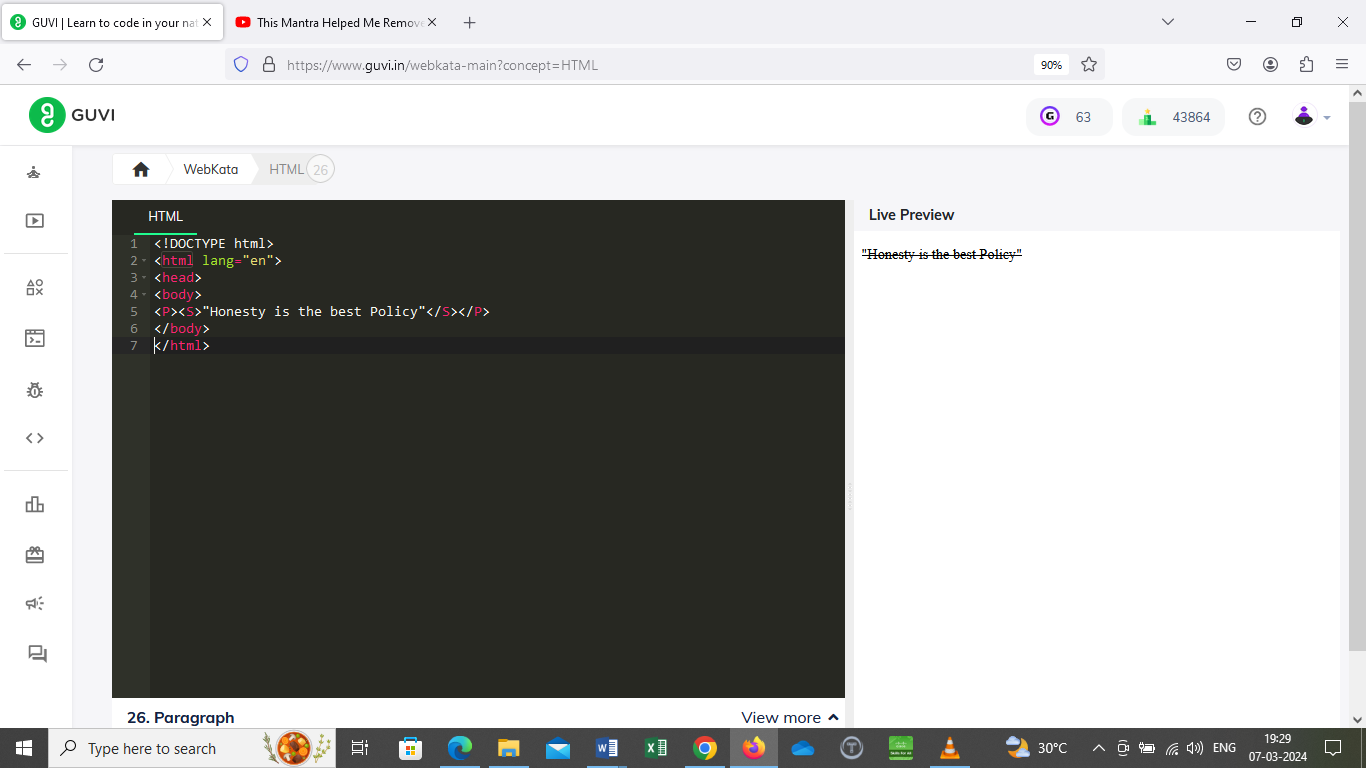 GUVI | Learn to code in your nat
This Mantra Helped Me Remove
https://www.guvi.in/webkata-main?concept=HTML
90%
GUVI
63
43864
WebKata
HTML
26
HTML
Live Preview
1 <!DOCTYPE html>
2 <html lang="en">
3 <head>
4 <body>
5 <P><S>"Honesty is the best Policy"</S></P>
6 </body>
7 </html>
"Honesty is the best Policy"
26. Paragraph
View more
Type here to search
30°C
ENG
19:29
07-03-2024